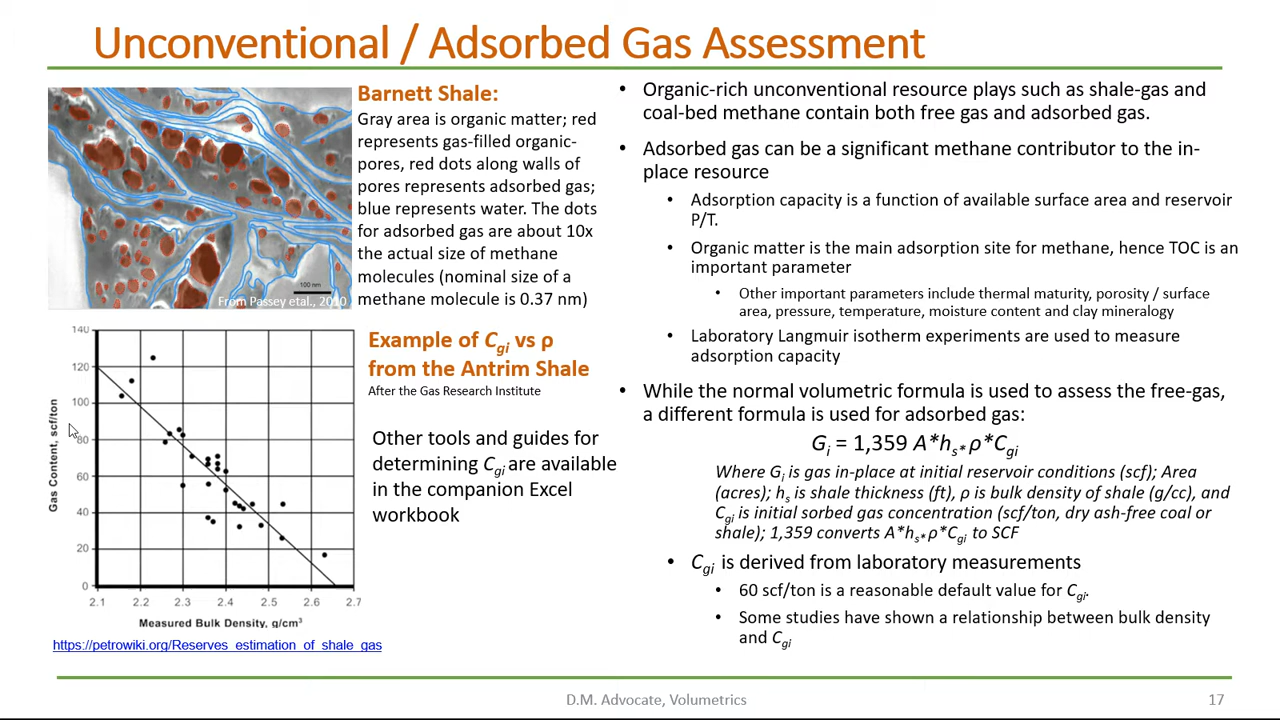 Unconventional / Adsorbed Gas Assessment
Barnett Shale:
Gray area is organic matter; red
represents gas-filled organic-
pores, red dots along walls of
pores represents adsorbed gas;
blue represents water. The dots
for adsorbed gas are about 10x
the actual size of methane
molecules (nominal size of a
methane molecule is 0.37 nm)
100 nm
From Passey etal., 2010
Example of Cgi vs ρ
from the Antrim Shale
After the Gas Research Institute
Other tools and guides for
determining Cgi are available
in the companion Excel
workbook
140
120
100
80
60
40
20
0
2.1 2.2 2.3 2.4 2.5 2.6 2.7
Gas Content, scf/ton
Measured Bulk Density, g/cm³
https://petrowiki.org/Reserves_estimation_of_shale_gas
• Organic-rich unconventional resource plays such as shale-gas and
coal-bed methane contain both free gas and adsorbed gas.
• Adsorbed gas can be a significant methane contributor to the in-
place resource
• Adsorption capacity is a function of available surface area and reservoir
P/T.
• Organic matter is the main adsorption site for methane, hence TOC is an
important parameter
• Other important parameters include thermal maturity, porosity / surface
area, pressure, temperature, moisture content and clay mineralogy
• Laboratory Langmuir isotherm experiments are used to measure
adsorption capacity
• While the normal volumetric formula is used to assess the free-gas,
a different formula is used for adsorbed gas:
Gi = 1,359 A*hs*ρ*Cgi
Where Gi is gas in-place at initial reservoir conditions (scf); Area
(acres); hs is shale thickness (ft), ρ is bulk density of shale (g/cc), and
Cgi is initial sorbed gas concentration (scf/ton, dry ash-free coal or
shale); 1,359 converts A*hs*ρ*Cgi to SCF
• Cgi is derived from laboratory measurements
• 60 scf/ton is a reasonable default value for Cgi.
• Some studies have shown a relationship between bulk density
and Cgi
D.M. Advocate, Volumetrics
17